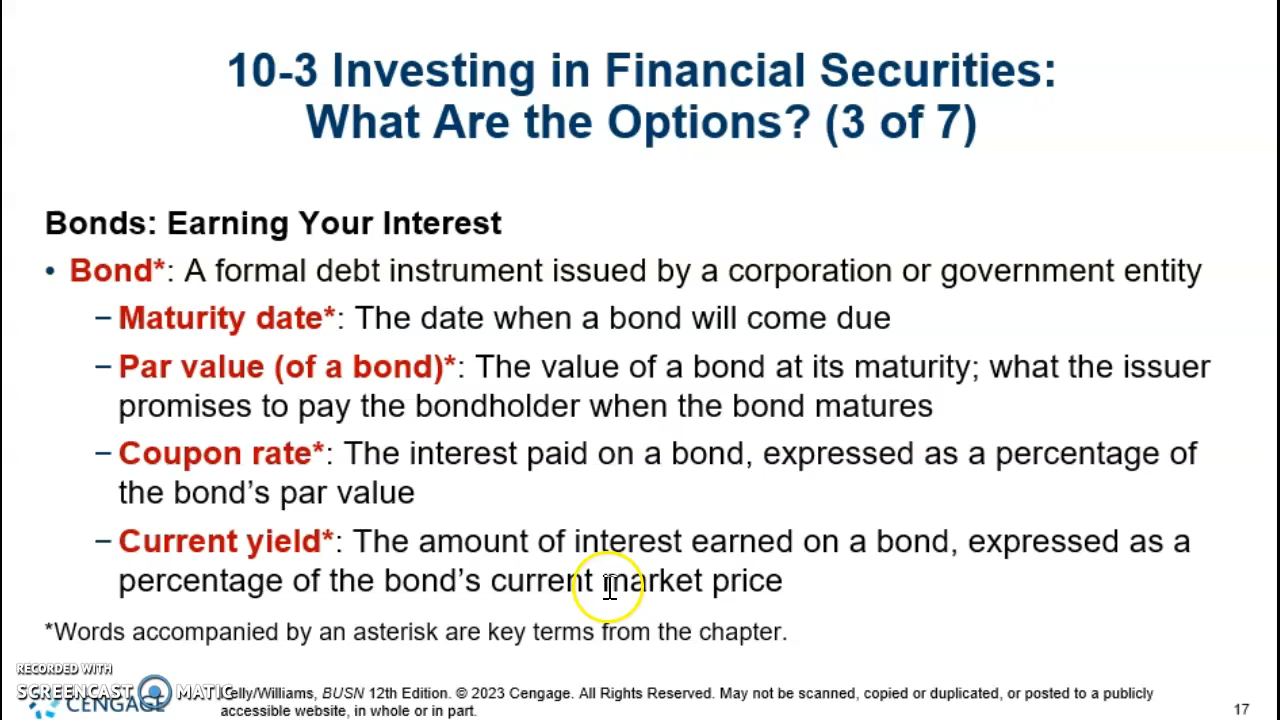 10-3 Investing in Financial Securities:
What Are the Options? (3 of 7)
Bonds: Earning Your Interest
• Bond*: A formal debt instrument issued by a corporation or government entity
– Maturity date*: The date when a bond will come due
– Par value (of a bond)*: The value of a bond at its maturity; what the issuer
promises to pay the bondholder when the bond matures
– Coupon rate*: The interest paid on a bond, expressed as a percentage of
the bond's par value
– Current yield*: The amount of interest earned on a bond, expressed as a
percentage of the bond's current market price
*Words accompanied by an asterisk are key terms from the chapter.
RECORDED WITH
SCREENCAST MATIC
CENGAGE
elly/Williams, BUSN 12th Edition. © 2023 Cengage. All Rights Reserved. May not be scanned, copied or duplicated, or posted to a publicly
accessible website, in whole or in part.
17